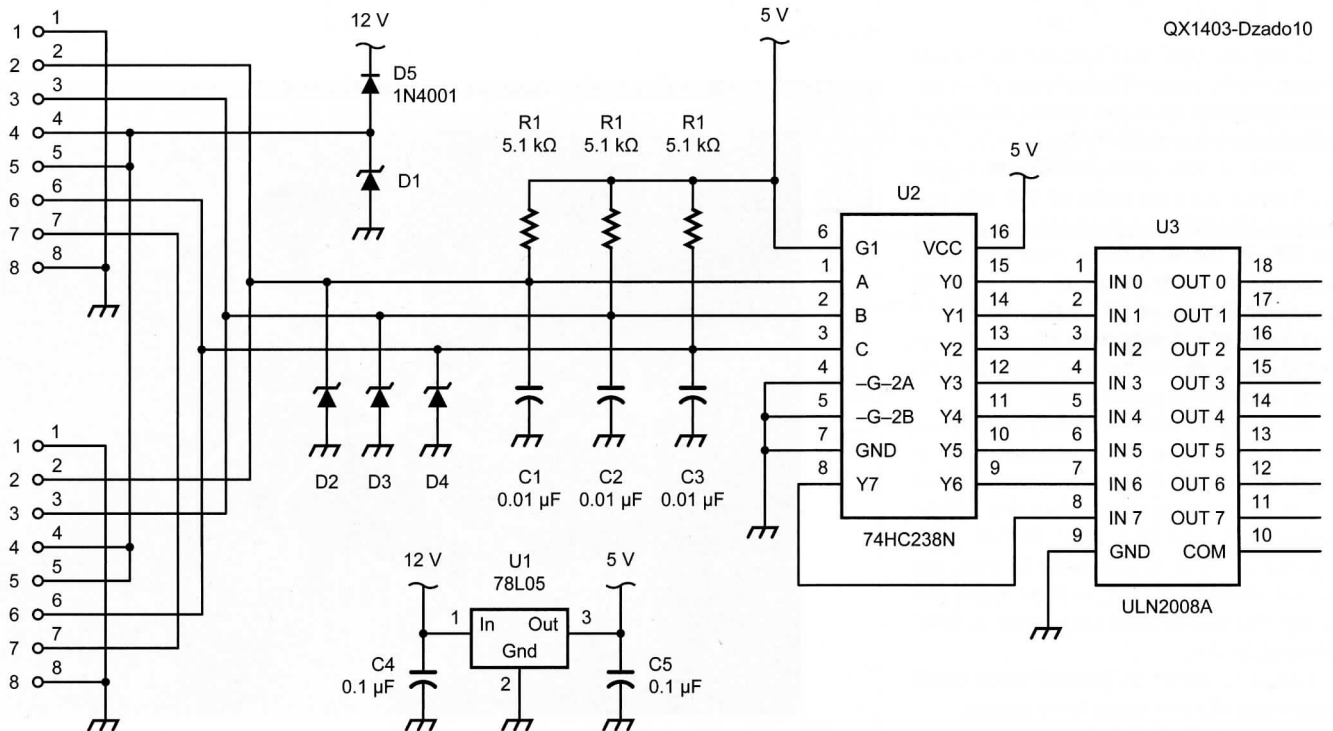 QX1403-Dzado10
1 1
2 2
3 3
4 4
5 5
6 6
7 7
8 8
12 V
D5
1N4001
D1
5 V
R1
5.1 kΩ
R1
5.1 kΩ
R1
5.1 kΩ
D2
D3
D4
C1
0.01 µF
C2
0.01 µF
C3
0.01 µF
5 V
U2
6 G1 VCC 16
1 A Y0 15
2 B Y1 14
3 C Y2 13
4 –G–2A Y3 12
5 –G–2B Y4 11
7 GND Y5 10
8 Y7 Y6 9
74HC238N
U3
1 IN 0 OUT 0 18
2 IN 1 OUT 1 17
3 IN 2 OUT 2 16
4 IN 3 OUT 3 15
5 IN 4 OUT 4 14
6 IN 5 OUT 5 13
7 IN 6 OUT 6 12
8 IN 7 OUT 7 11
9 GND COM 10
ULN2008A
1 1
2 2
3 3
4 4
5 5
6 6
7 7
8 8
12 V
U1
78L05
5 V
1 In Out 3
Gnd
2
C4
0.1 µF
C5
0.1 µF